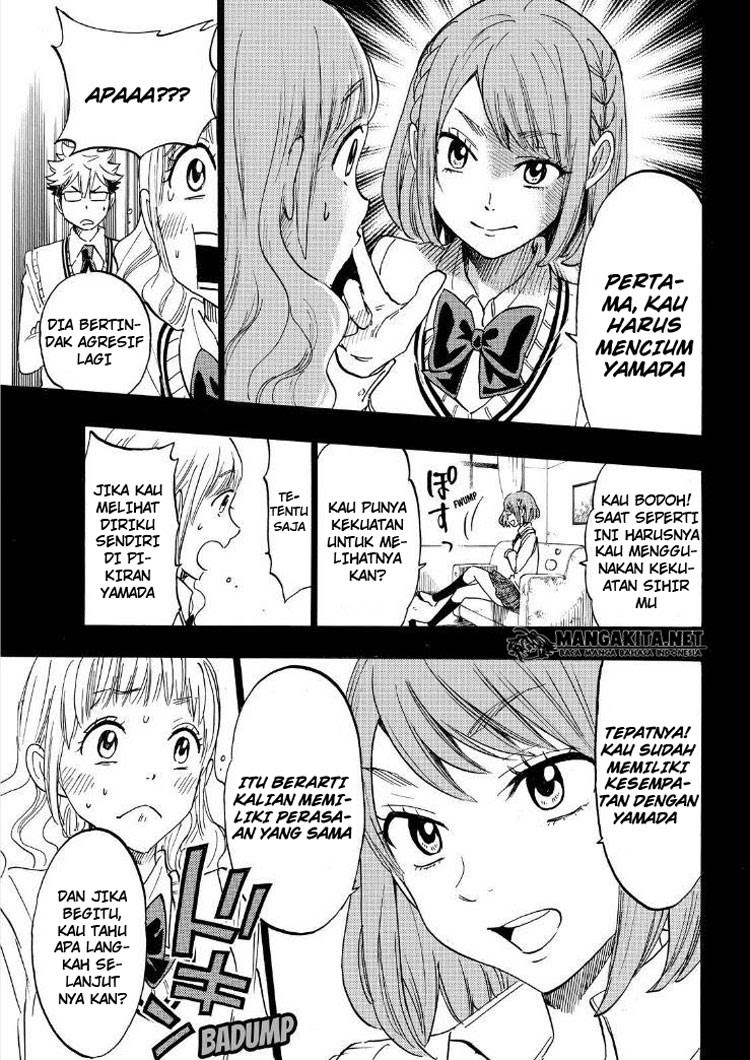 PERTA-
MA, KAU
HARUS
MENCIUM
YAMADA
APAAA???
DIA BERTIN-
DAK AGRESIF
LAGI
KAU BODOH!
SAAT SEPERTI
INI HARUSNYA
KAU MENGGU-
NAKAN KEKU-
ATAN SIHIR
MU
ぽすっ
FWUMP
KAU PUNYA
KEKUATAN
UNTUK ME-
LIHATNYA
KAN?
TE-
TENTU
SAJA
JIKA KAU
MELIHAT
DIRIKU
SENDIRI
DI PI-
KIRAN
YAMADA
MANGAKITA.NET
BACA MANGA BAHASA INDONESIA
TEPATNYA!
KAU SUDAH
MEMILIKI
KESEMPA-
TAN DENGAN
YAMADA
ITU BERARTI
KALIAN MEMI-
LIKI PERASA-
AN YANG SAMA
DAN JIKA
BEGITU,
KAU TAHU
APA LANG-
KAH SE-
LANJUT
NYA KAN?
ドキン
BADUMP